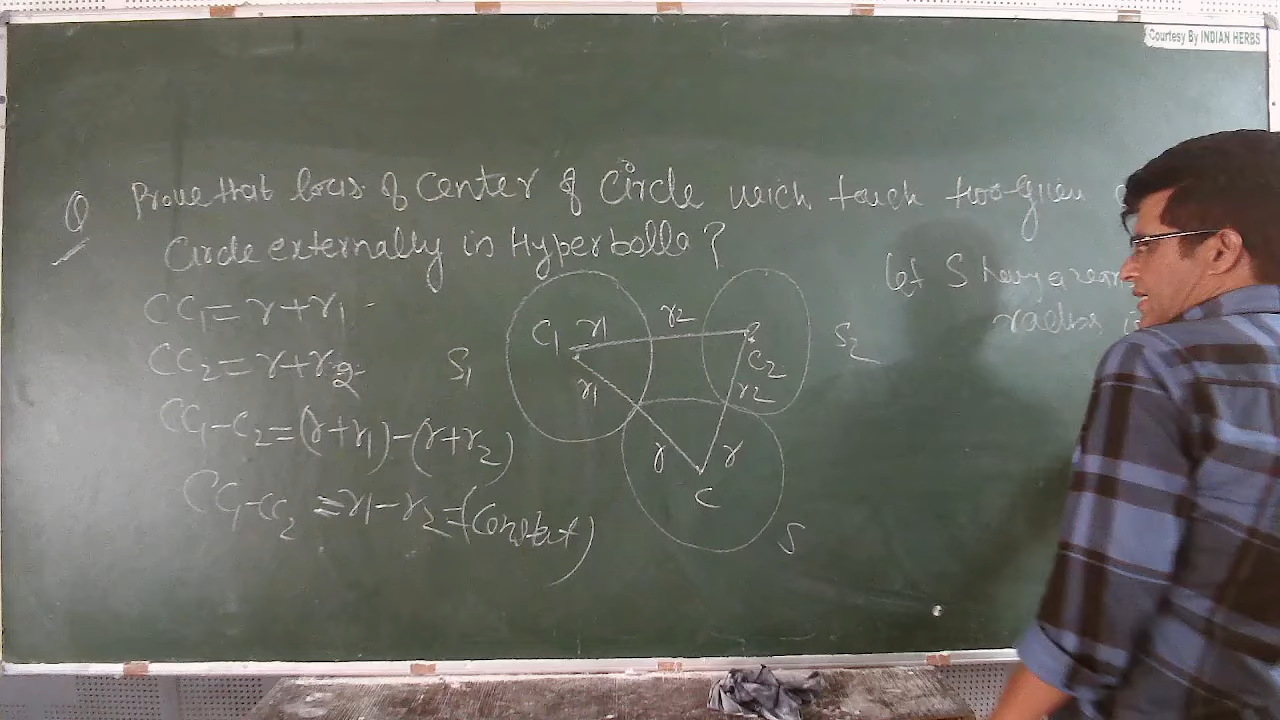 Courtesy By INDIAN HERBS
Q Prove that locus of Center of Circle which touch two given
Circle externally is Hyperbolla ?
let S having
radius
CC₁ = r + r₁
CC₂ = r + r₂
CC₁ - C₂ = (r + r₁) - (r + r₂)
CC₁ - CC₂ = r₁ - r₂ = (Constat)
S₁
C₁
r₁
r₂
C₂
S₂
r₁
r₂
r
r
C
S